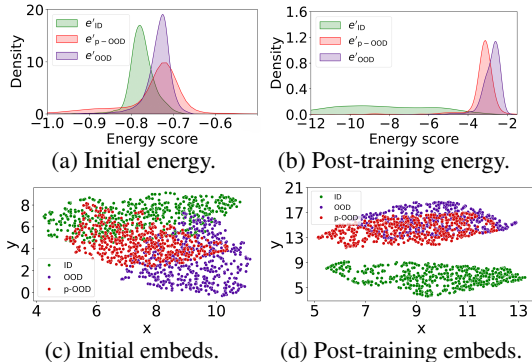 20
10
0
Density
e'ID
e'p−OOD
e'OOD
−1.0 −0.9 −0.8 −0.7 −0.6
Energy score
(a) Initial energy.
1.6
1.2
0.8
0.4
0.0
Density
e'ID
e'p−OOD
e'OOD
−12 −10 −8 −6 −4 −2
Energy score
(b) Post-training energy.
8
6
4
2
0
y
ID
OOD
p-OOD
4 6 8 10
x
(c) Initial embeds.
21
17
13
9
5
y
ID
OOD
p-OOD
5 7 9 11 13
x
(d) Post-training embeds.